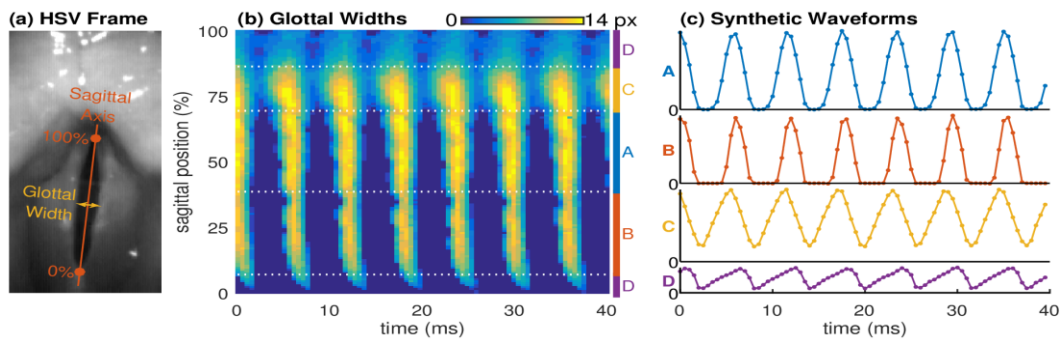 (a) HSV Frame
Sagittal
Axis
100%
Glottal
Width
0%
(b) Glottal Widths
0 14 px
sagittal position (%)
100
75
50
25
0
0 10 20 30 40
time (ms)
D
C
A
B
D
(c) Synthetic Waveforms
A
0
B
0
C
0
D
0
0 10 20 30 40
time (ms)